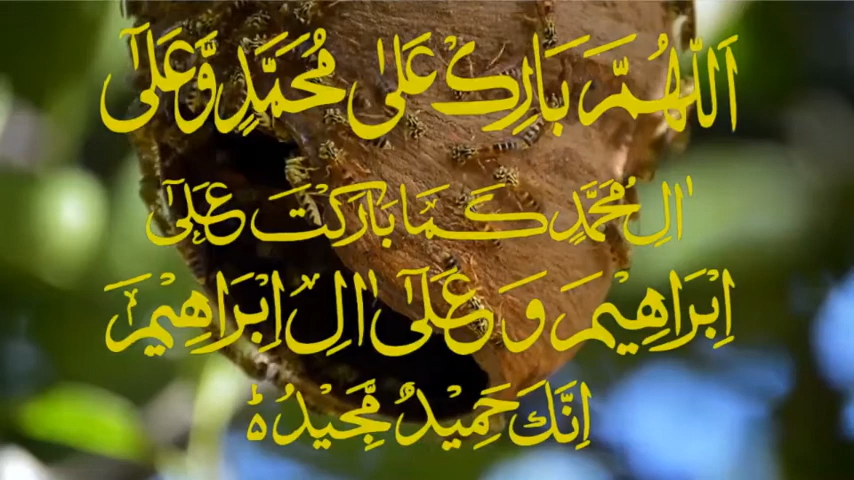 اَللّٰهُمَّ بَارِكْ عَلٰى مُحَمَّدٍ وَّعَلٰٓى
اٰلِ مُحَمَّدٍ كَمَا بَارَكْتَ عَلٰٓى
اِبْرَاهِيْمَ وَعَلٰٓى اٰلِ اِبْرَاهِيْمَ
اِنَّكَ حَمِيْدٌ مَّجِيْدٌ ؕ